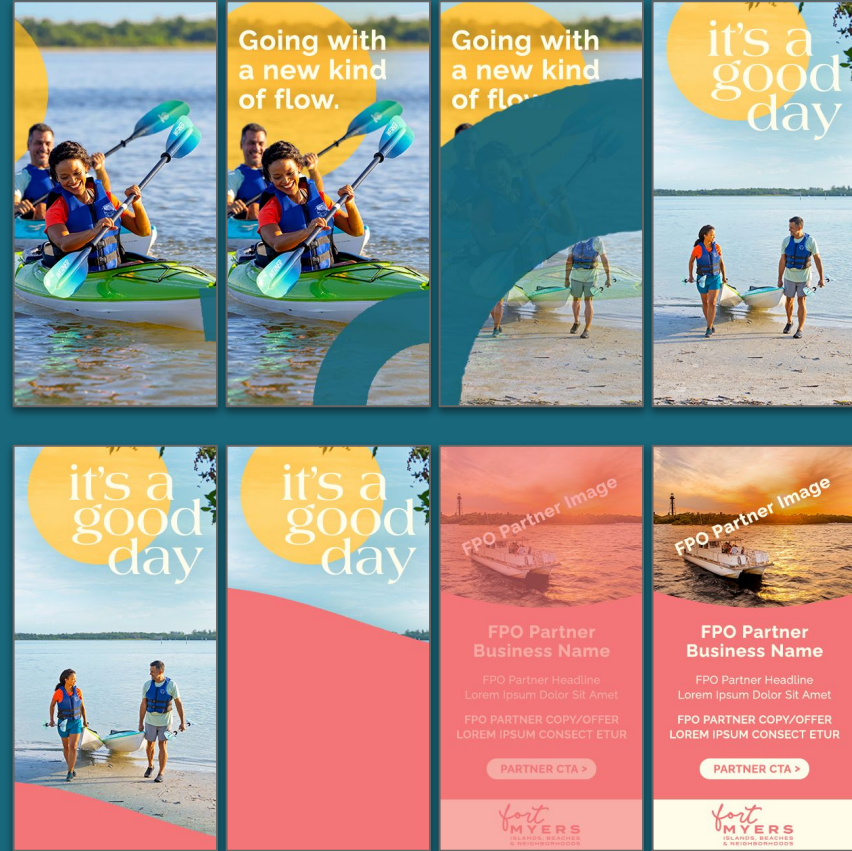 Going with
a new kind
of flow.
Going with
a new kind
of flow.
it's a
good
day
it's a
good
day
it's a
good
day
FPO Partner Image
FPO Partner
Business Name
FPO Partner Headline
Lorem Ipsum Dolor Sit Amet
FPO PARTNER COPY/OFFER
LOREM IPSUM CONSECT ETUR
PARTNER CTA >
fort
MYERS
ISLANDS, BEACHES
& NEIGHBORHOODS
FPO Partner Image
FPO Partner
Business Name
FPO Partner Headline
Lorem Ipsum Dolor Sit Amet
FPO PARTNER COPY/OFFER
LOREM IPSUM CONSECT ETUR
PARTNER CTA >
fort
MYERS
ISLANDS, BEACHES
& NEIGHBORHOODS